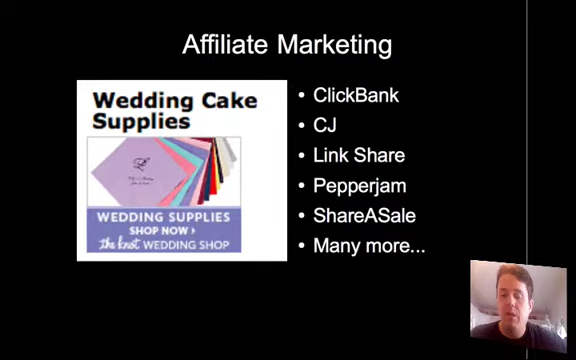 Affiliate Marketing
Wedding Cake
Supplies
WEDDING SUPPLIES
SHOP NOW
the knot WEDDING SHOP
• ClickBank
• CJ
• Link Share
• Pepperjam
• ShareASale
• Many more...